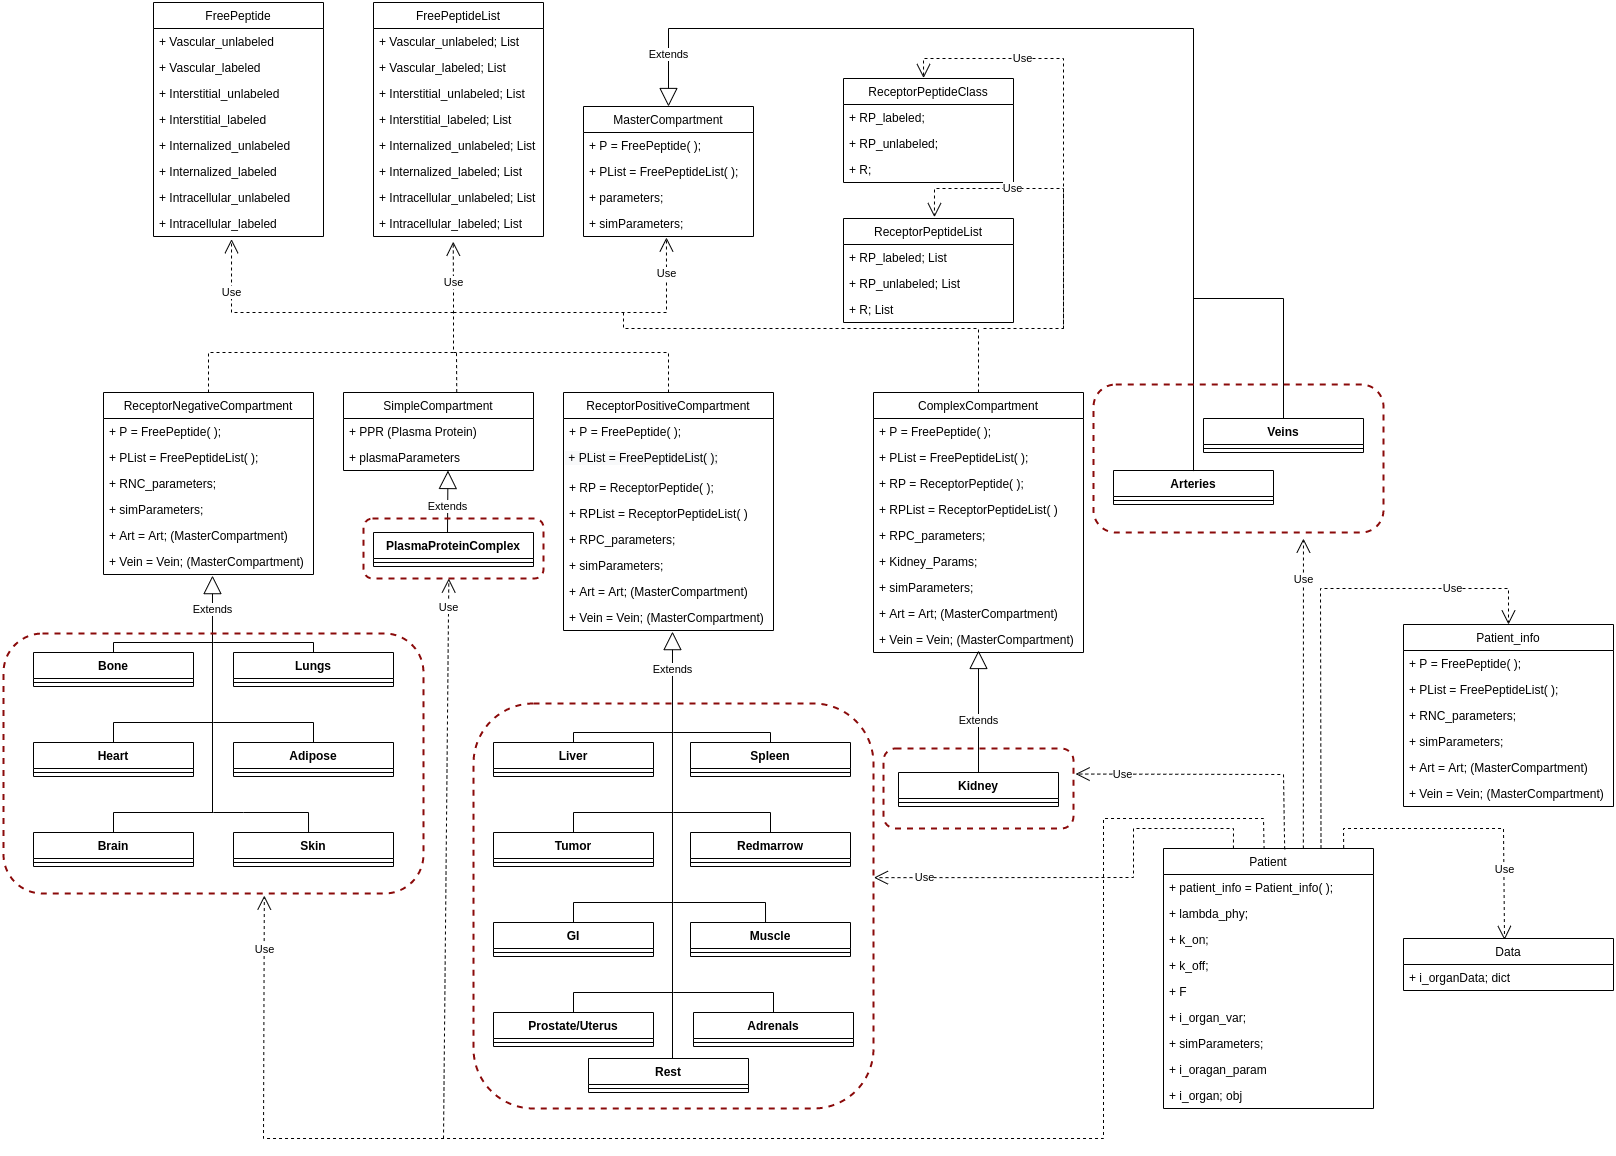 FreePeptide
+ Vascular_unlabeled
+ Vascular_labeled
+ Interstitial_unlabeled
+ Interstitial_labeled
+ Internalized_unlabeled
+ Internalized_labeled
+ Intracellular_unlabeled
+ Intracellular_labeled
FreePeptideList
+ Vascular_unlabeled; List
+ Vascular_labeled; List
+ Interstitial_unlabeled; List
+ Interstitial_labeled; List
+ Internalized_unlabeled; List
+ Internalized_labeled; List
+ Intracellular_unlabeled; List
+ Intracellular_labeled; List
Extends
MasterCompartment
+ P = FreePeptide( );
+ PList = FreePeptideList( );
+ parameters;
+ simParameters;
Use
ReceptorPeptideClass
+ RP_labeled;
+ RP_unlabeled;
+ R;
Use
ReceptorPeptideList
+ RP_labeled; List
+ RP_unlabeled; List
+ R; List
Use
Use
Use
ReceptorNegativeCompartment
+ P = FreePeptide( );
+ PList = FreePeptideList( );
+ RNC_parameters;
+ simParameters;
+ Art = Art; (MasterCompartment)
+ Vein = Vein; (MasterCompartment)
Extends
SimpleCompartment
+ PPR (Plasma Protein)
+ plasmaParameters
Extends
PlasmaProteinComplex
Use
ReceptorPositiveCompartment
+ P = FreePeptide( );
+ PList = FreePeptideList( );
+ RP = ReceptorPeptide( );
+ RPList = ReceptorPeptideList( )
+ RPC_parameters;
+ simParameters;
+ Art = Art; (MasterCompartment)
+ Vein = Vein; (MasterCompartment)
Extends
ComplexCompartment
+ P = FreePeptide( );
+ PList = FreePeptideList( );
+ RP = ReceptorPeptide( );
+ RPList = ReceptorPeptideList( )
+ RPC_parameters;
+ Kidney_Params;
+ simParameters;
+ Art = Art; (MasterCompartment)
+ Vein = Vein; (MasterCompartment)
Extends
Kidney
Use
Veins
Arteries
Use
Use
Patient_info
+ P = FreePeptide( );
+ PList = FreePeptideList( );
+ RNC_parameters;
+ simParameters;
+ Art = Art; (MasterCompartment)
+ Vein = Vein; (MasterCompartment)
Bone
Lungs
Heart
Adipose
Brain
Skin
Use
Liver
Spleen
Tumor
Redmarrow
GI
Muscle
Prostate/Uterus
Adrenals
Rest
Use
Patient
+ patient_info = Patient_info( );
+ lambda_phy;
+ k_on;
+ k_off;
+ F
+ i_organ_var;
+ simParameters;
+ i_oragan_param
+ i_organ; obj
Use
Data
+ i_organData; dict